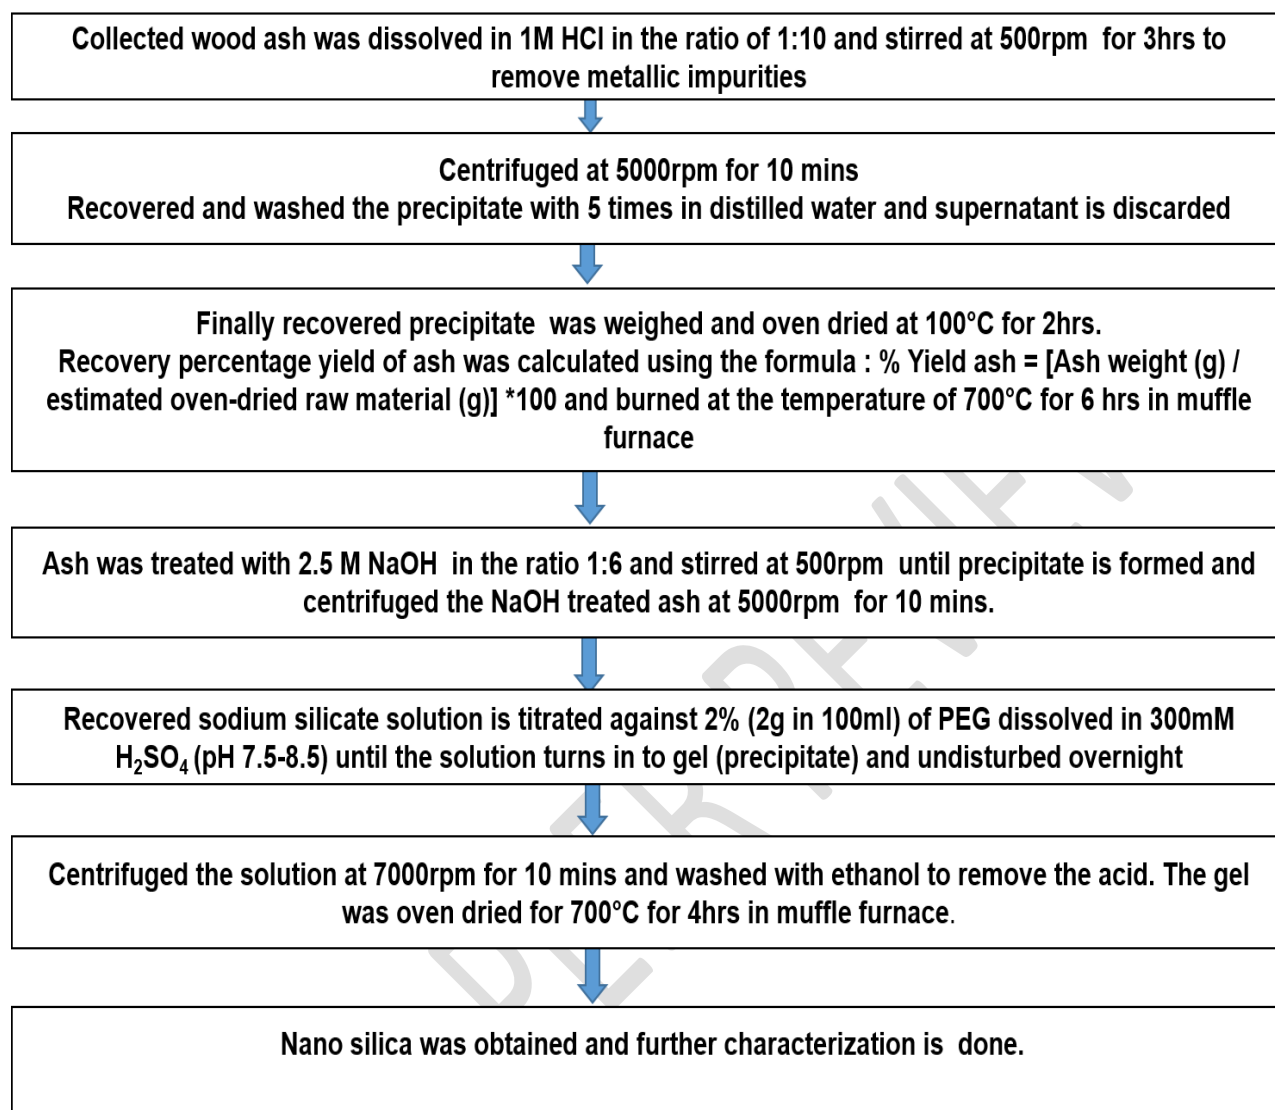 Collected wood ash was dissolved in 1M HCl in the ratio of 1:10 and stirred at 500rpm for 3hrs to
remove metallic impurities
Centrifuged at 5000rpm for 10 mins
Recovered and washed the precipitate with 5 times in distilled water and supernatant is discarded
Finally recovered precipitate was weighed and oven dried at 100°C for 2hrs.
Recovery percentage yield of ash was calculated using the formula : % Yield ash = [Ash weight (g) /
estimated oven-dried raw material (g)] *100 and burned at the temperature of 700°C for 6 hrs in muffle
furnace
Ash was treated with 2.5 M NaOH in the ratio 1:6 and stirred at 500rpm until precipitate is formed and
centrifuged the NaOH treated ash at 5000rpm for 10 mins.
Recovered sodium silicate solution is titrated against 2% (2g in 100ml) of PEG dissolved in 300mM
H₂SO₄ (pH 7.5-8.5) until the solution turns in to gel (precipitate) and undisturbed overnight
Centrifuged the solution at 7000rpm for 10 mins and washed with ethanol to remove the acid. The gel
was oven dried for 700°C for 4hrs in muffle furnace.
Nano silica was obtained and further characterization is done.